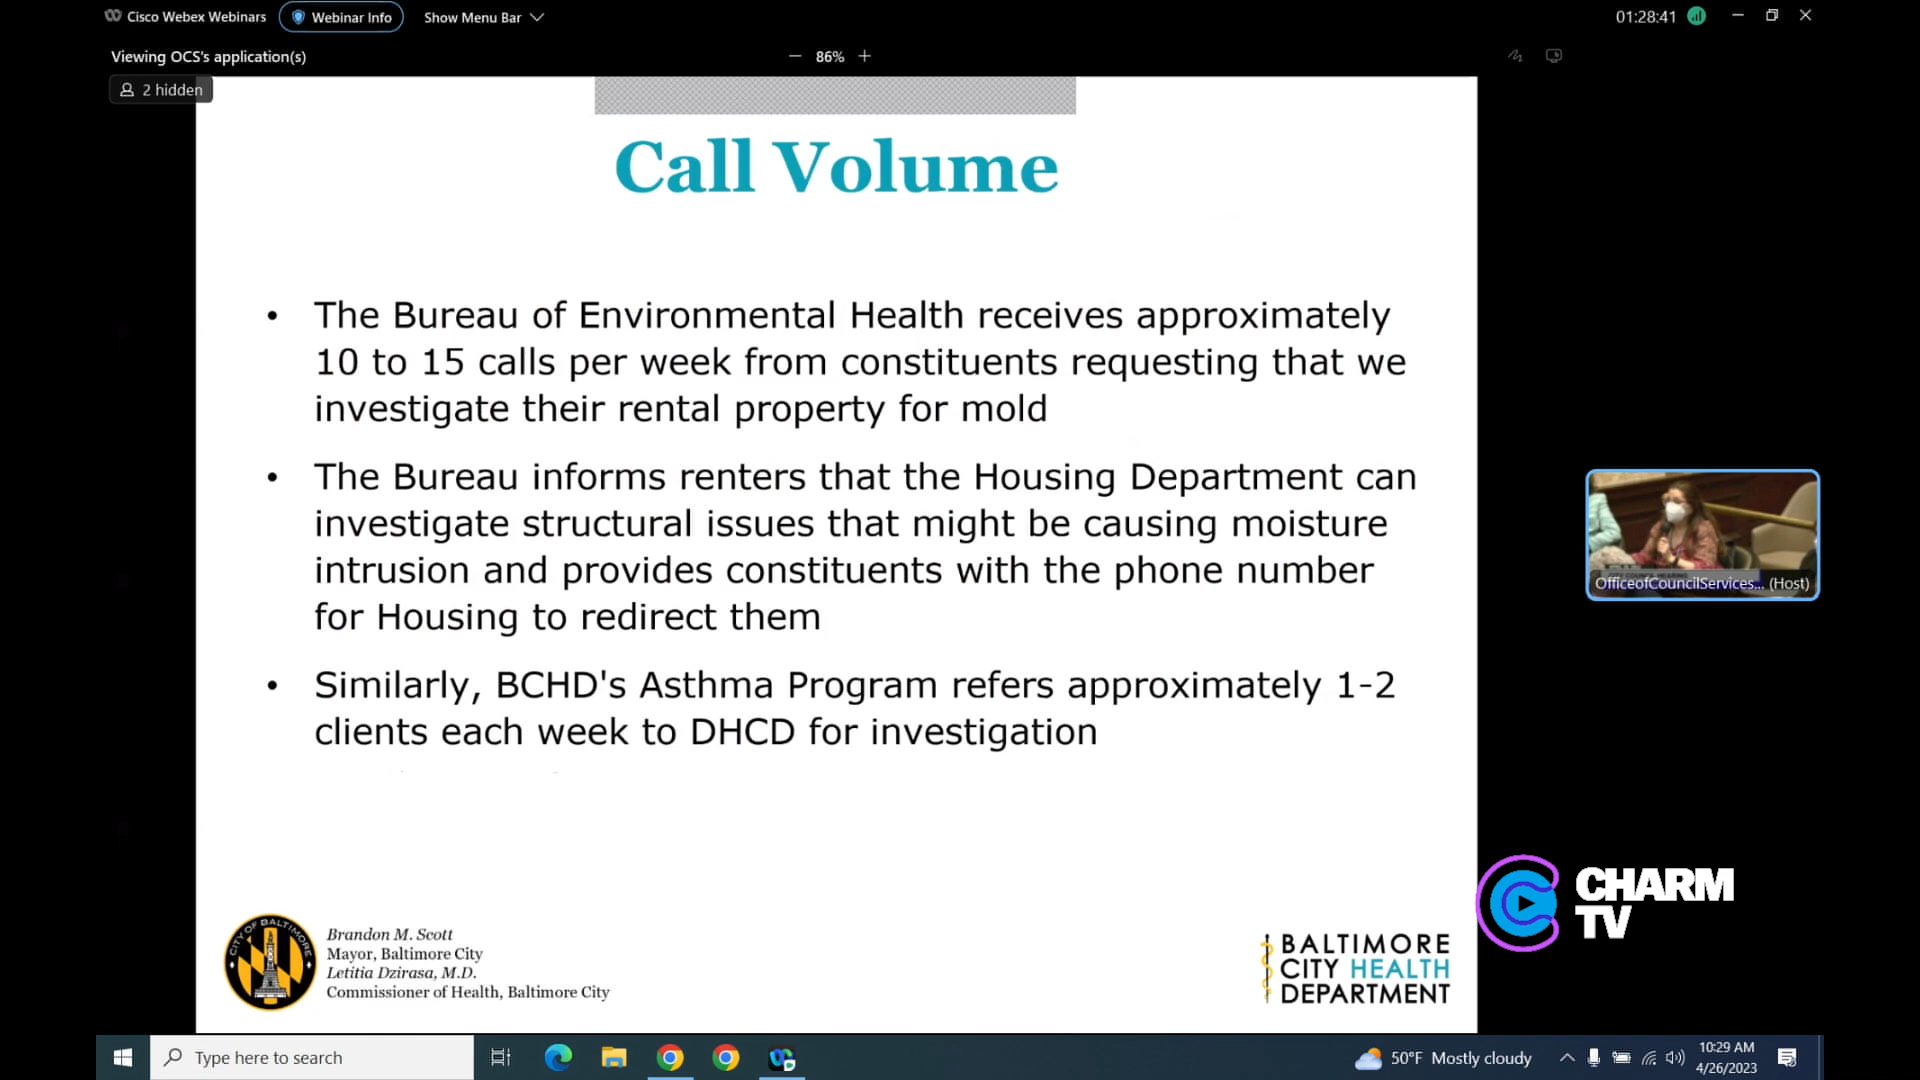 Cisco Webex Webinars
Webinar Info
Show Menu Bar
01:28:41
Viewing OCS's application(s)
86%
2 hidden
Call Volume
• The Bureau of Environmental Health receives approximately
10 to 15 calls per week from constituents requesting that we
investigate their rental property for mold
• The Bureau informs renters that the Housing Department can
investigate structural issues that might be causing moisture
intrusion and provides constituents with the phone number
for Housing to redirect them
• Similarly, BCHD's Asthma Program refers approximately 1-2
clients each week to DHCD for investigation
OfficeofCouncilServices... (Host)
CHARM
TV
CITY OF BALTIMORE
Brandon M. Scott
Mayor, Baltimore City
Letitia Dzirasa, M.D.
Commissioner of Health, Baltimore City
BALTIMORE
CITY HEALTH
DEPARTMENT
Type here to search
50°F Mostly cloudy
10:29 AM
4/26/2023